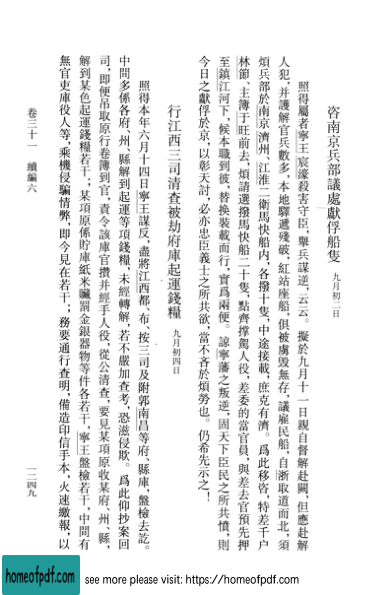 咨南京兵部議處獻俘船隻 九月初二日
照得屬者寧王宸濠殺害守臣，舉兵謀逆，云云。擬於九月十一日親自督解赴闕，但應赴解
人犯，并護解官兵數多，本地驛遞殘破，紅站座船，俱被虜毀無存，議雇民船，自浙取道而北，須
煩兵部於南京濟州、江淮二衛馬快船內，各撥十隻，中途接載，庶克有濟。爲此移咨，特差千户
林節、主簿于旺前去，煩請選撥馬快船二十隻，點齊撑駕人役，差委的當官員，與差去官預先押
至鎮江河下，候本職到彼，替換裝載而行，實爲兩便。諒寧藩之叛逆，固天下臣民之所共憤，則
今日之獻俘於京，以彰天討，必亦忠臣義士之所共欲，當不吝於煩勞也。仍希先示之！
行江西三司清查被劫府庫起運錢糧 九月初四日
照得本年六月十四日寧王謀反，盡將江西都、布、按三司及附郭南昌等府、縣庫，盤檢去訖。
中間多係各府、州、縣解到起運等項錢糧，未經轉解，若不嚴加查考，恐滋侵欺。爲此仰抄案回
司，即便吊取原行卷簿到官，責令該庫官攢并經手人役，從公清查，要見某項原收某府、州、縣，
解到某色起運錢糧若干；某項原係貯庫紙米贓罰金銀器物等件各若干，寧王盤檢若干，中間有
無官吏庫役人等，乘機侵騙情弊，即今見在若干；務要通行查明，備造印信手本，火速繳報，以
卷三十一 續編六
一二四九
homeofpdf.com
see more please visit: https://homeofpdf.com